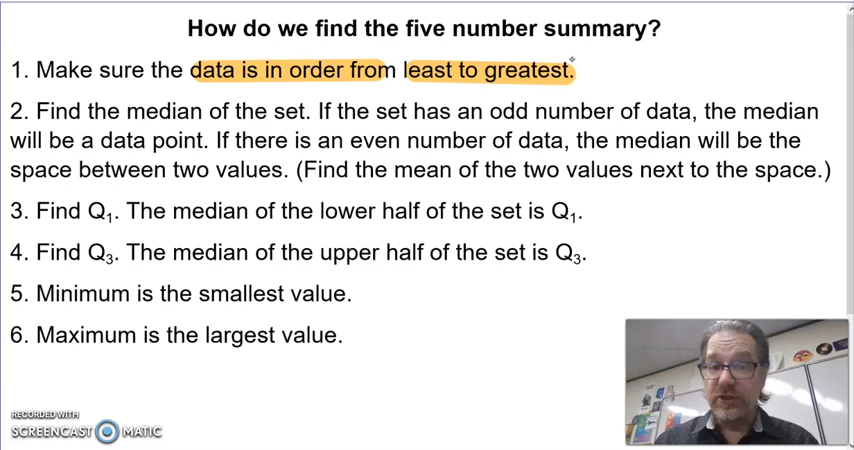 How do we find the five number summary?
1. Make sure the data is in order from least to greatest.
2. Find the median of the set. If the set has an odd number of data, the median
will be a data point. If there is an even number of data, the median will be the
space between two values. (Find the mean of the two values next to the space.)
3. Find Q₁. The median of the lower half of the set is Q₁.
4. Find Q₃. The median of the upper half of the set is Q₃.
5. Minimum is the smallest value.
6. Maximum is the largest value.
RECORDED WITH
SCREENCAST MATIC